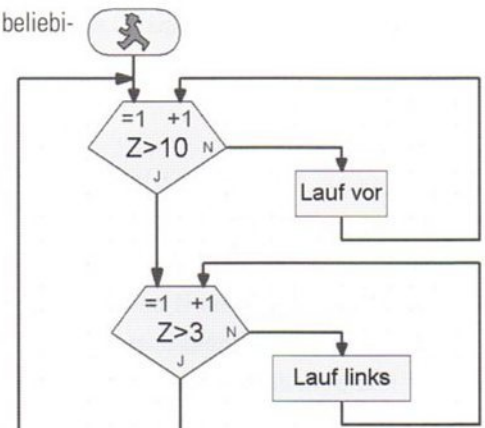 beliebi-
=1 +1
Z>10 N
J
Lauf vor
=1 +1
Z>3 N
J
Lauf links